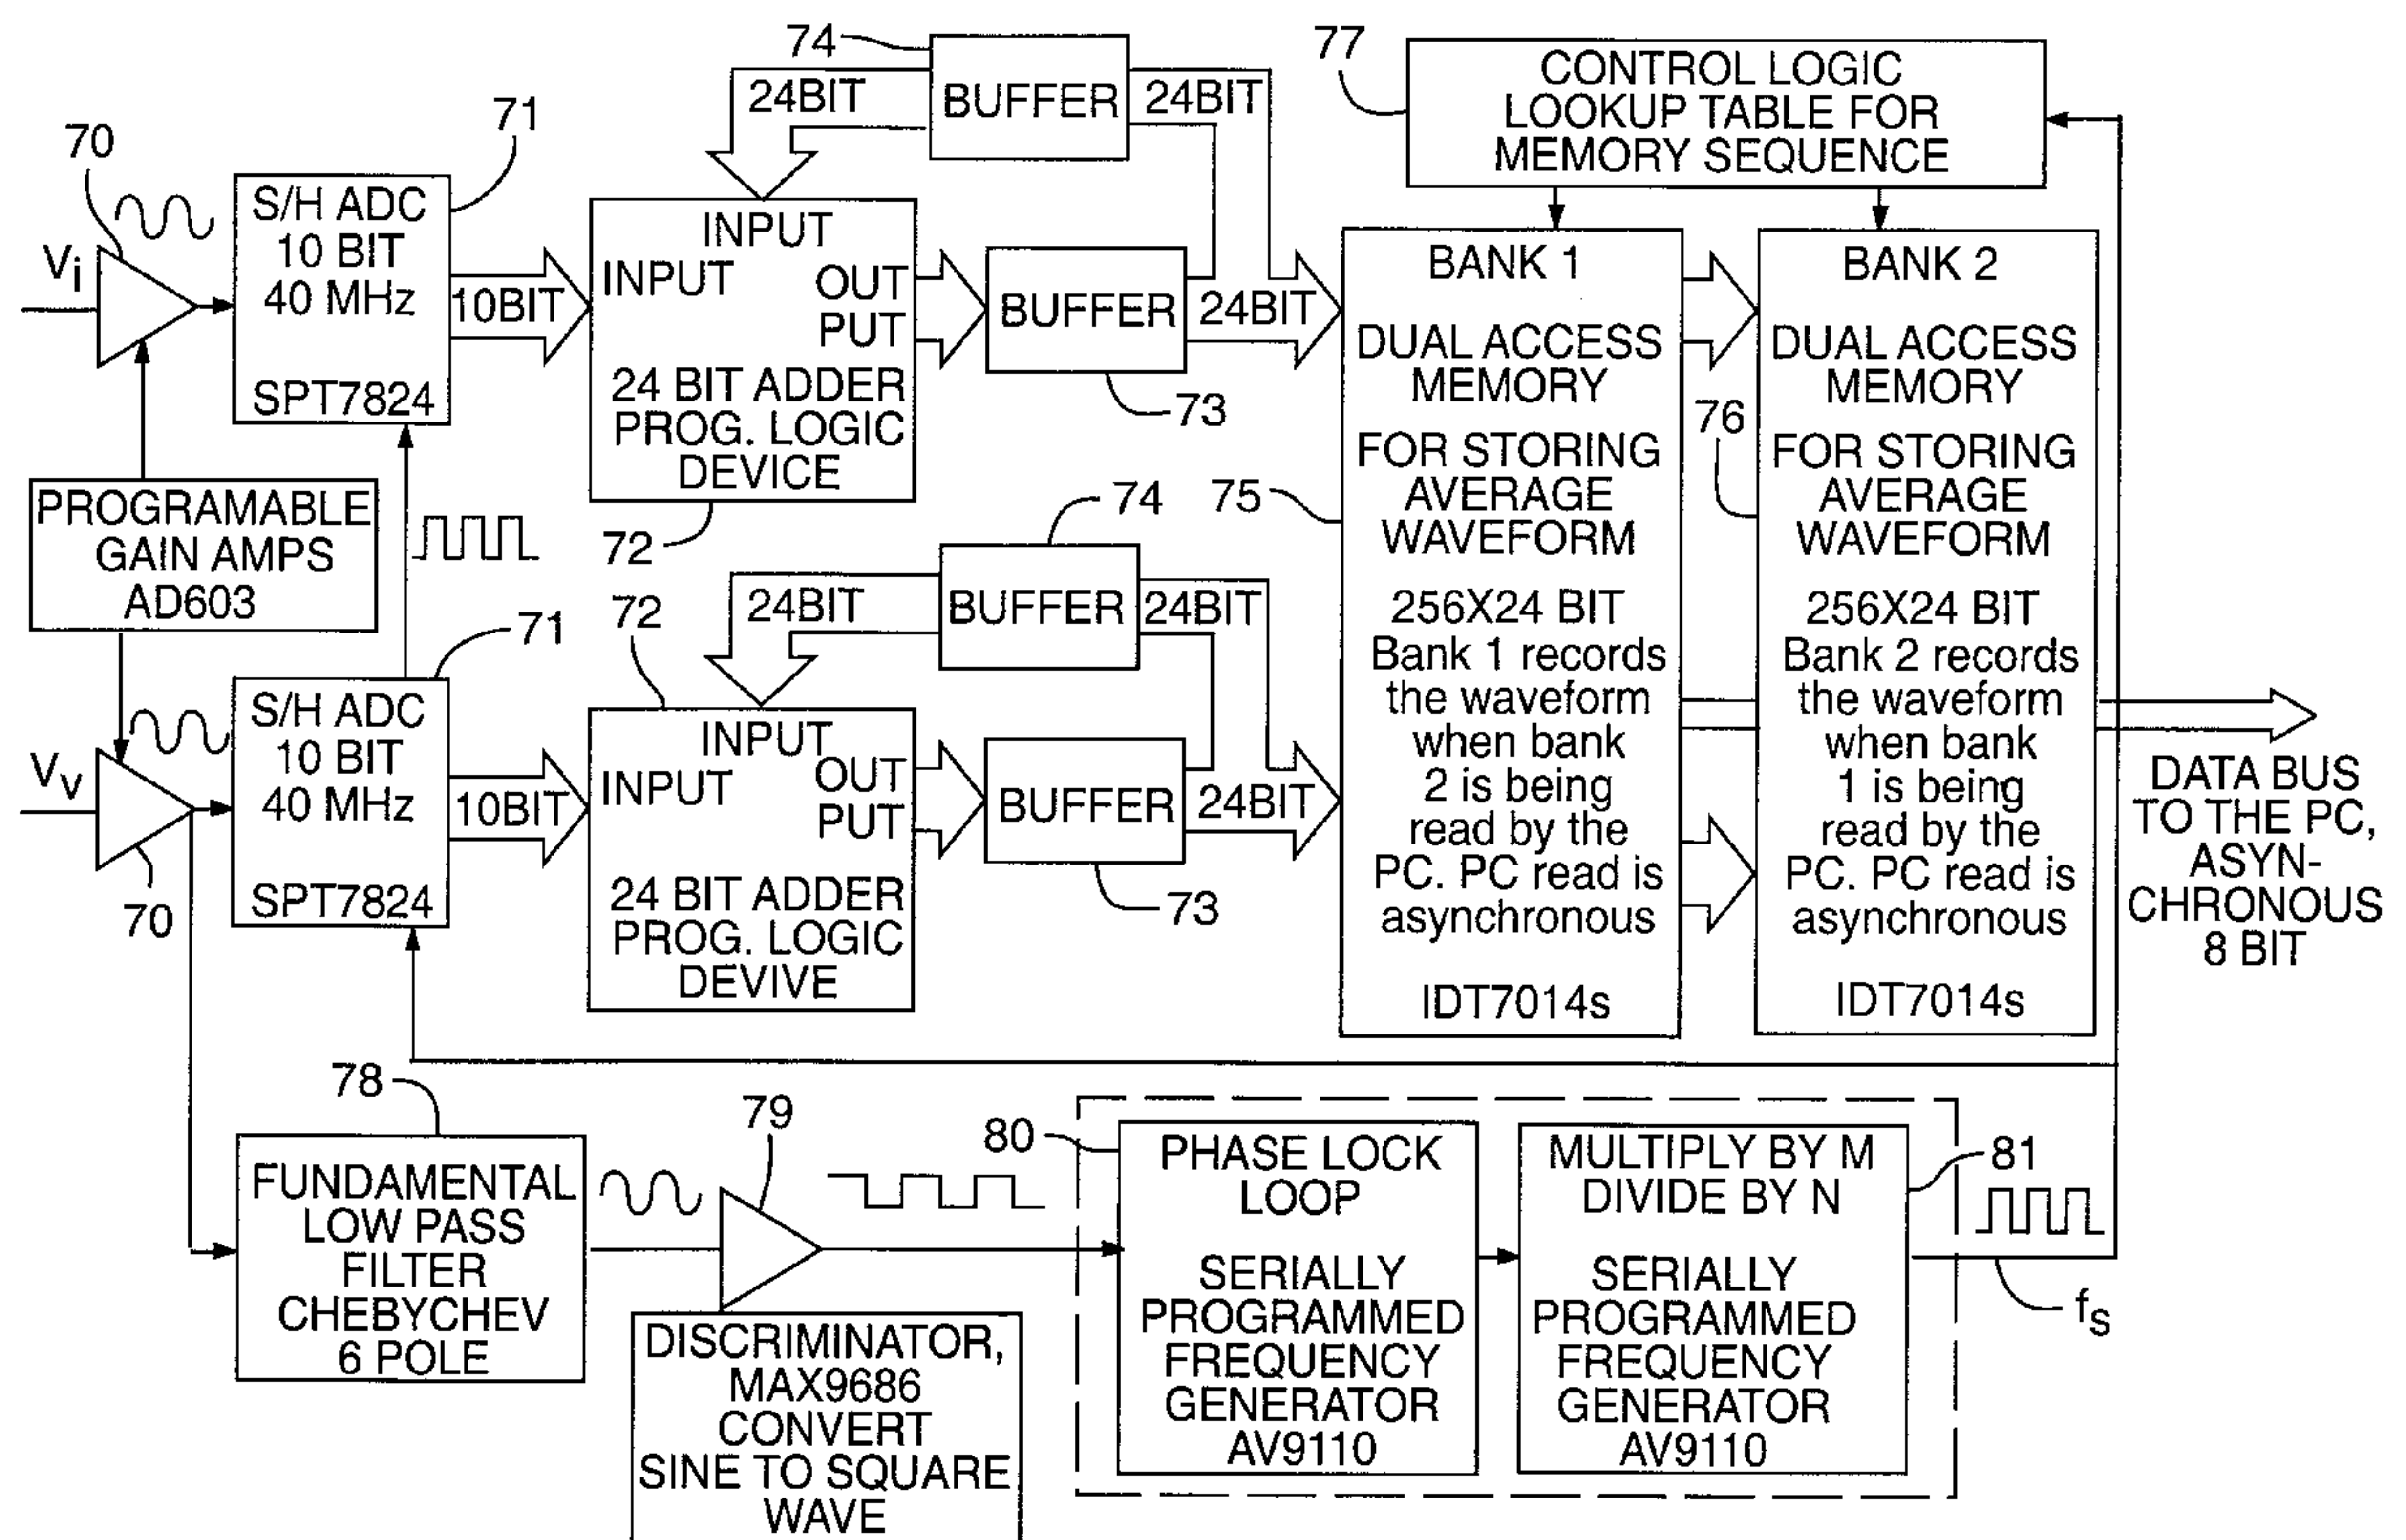 74
BUFFER
24BIT
24BIT
77
CONTROL LOGIC
LOOKUP TABLE FOR
MEMORY SEQUENCE
70
71
Vi
S/H ADC
10 BIT
40 MHz
SPT7824
10BIT
INPUT
INPUT
OUT
PUT
24 BIT ADDER
PROG. LOGIC
DEVICE
72
BUFFER
73
24BIT
PROGRAMABLE
GAIN AMPS
AD603
75
BANK 1
DUAL ACCESS
MEMORY
FOR STORING
AVERAGE
WAVEFORM
256X24 BIT
Bank 1 records
the waveform
when bank
2 is being
read by the
PC. PC read is
asynchronous
IDT7014s
76
BANK 2
DUAL ACCESS
MEMORY
FOR STORING
AVERAGE
WAVEFORM
256X24 BIT
Bank 2 records
the waveform
when bank
1 is being
read by the
PC. PC read is
asynchronous
IDT7014s
DATA BUS
TO THE PC,
ASYN-
CHRONOUS
8 BIT
74
BUFFER
24BIT
24BIT
71
72
Vv
70
S/H ADC
10 BIT
40 MHz
SPT7824
10BIT
INPUT
INPUT
OUT
PUT
24 BIT ADDER
PROG. LOGIC
DEVIVE
BUFFER
73
24BIT
78
FUNDAMENTAL
LOW PASS
FILTER
CHEBYCHEV
6 POLE
79
DISCRIMINATOR,
MAX9686
CONVERT
SINE TO SQUARE
WAVE
80
PHASE LOCK
LOOP
SERIALLY
PROGRAMMED
FREQUENCY
GENERATOR
AV9110
MULTIPLY BY M
DIVIDE BY N
SERIALLY
PROGRAMMED
FREQUENCY
GENERATOR
AV9110
81
fs